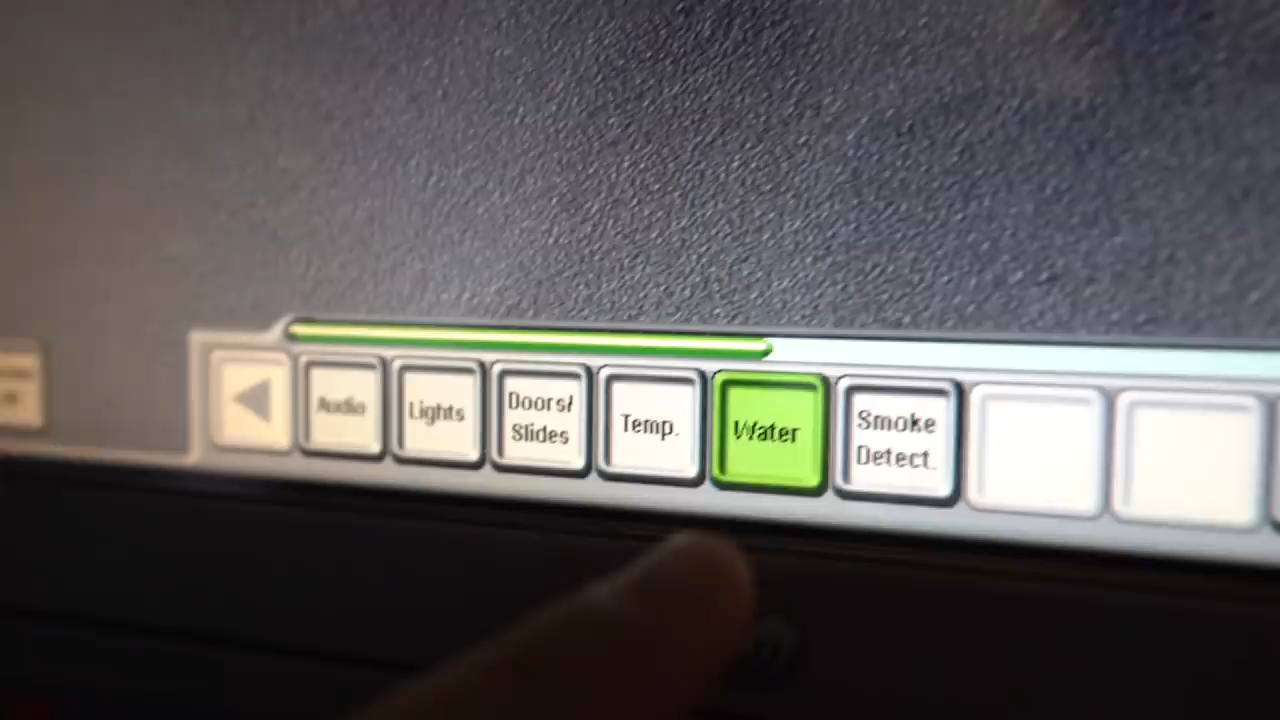 Audio
Lights
Doors/
Slides
Temp.
Water
Smoke
Detect.